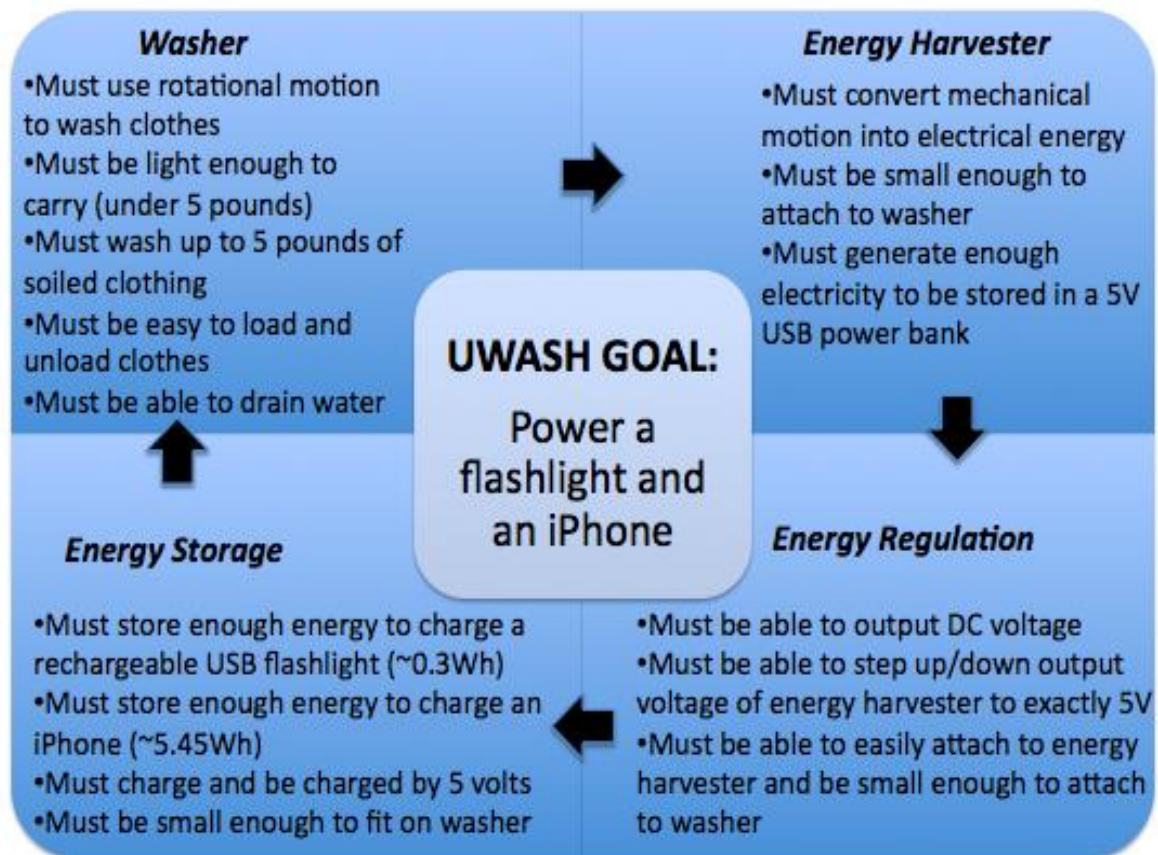 Washer
•Must use rotational motion
to wash clothes
•Must be light enough to
carry (under 5 pounds)
•Must wash up to 5 pounds of
soiled clothing
•Must be easy to load and
unload clothes
•Must be able to drain water
Energy Harvester
•Must convert mechanical
motion into electrical energy
•Must be small enough to
attach to washer
•Must generate enough
electricity to be stored in a 5V
USB power bank
UWASH GOAL:
Power a
flashlight and
an iPhone
Energy Storage
•Must store enough energy to charge a
rechargeable USB flashlight (~0.3Wh)
•Must store enough energy to charge an
iPhone (~5.45Wh)
•Must charge and be charged by 5 volts
•Must be small enough to fit on washer
Energy Regulation
•Must be able to output DC voltage
•Must be able to step up/down output
voltage of energy harvester to exactly 5V
•Must be able to easily attach to energy
harvester and be small enough to attach
to washer